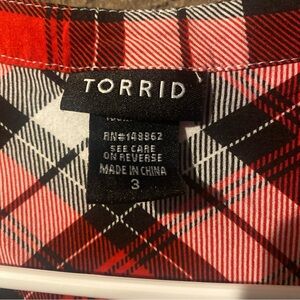 TORRID
RN#148862
SEE CARE
ON REVERSE
MADE IN CHINA
3